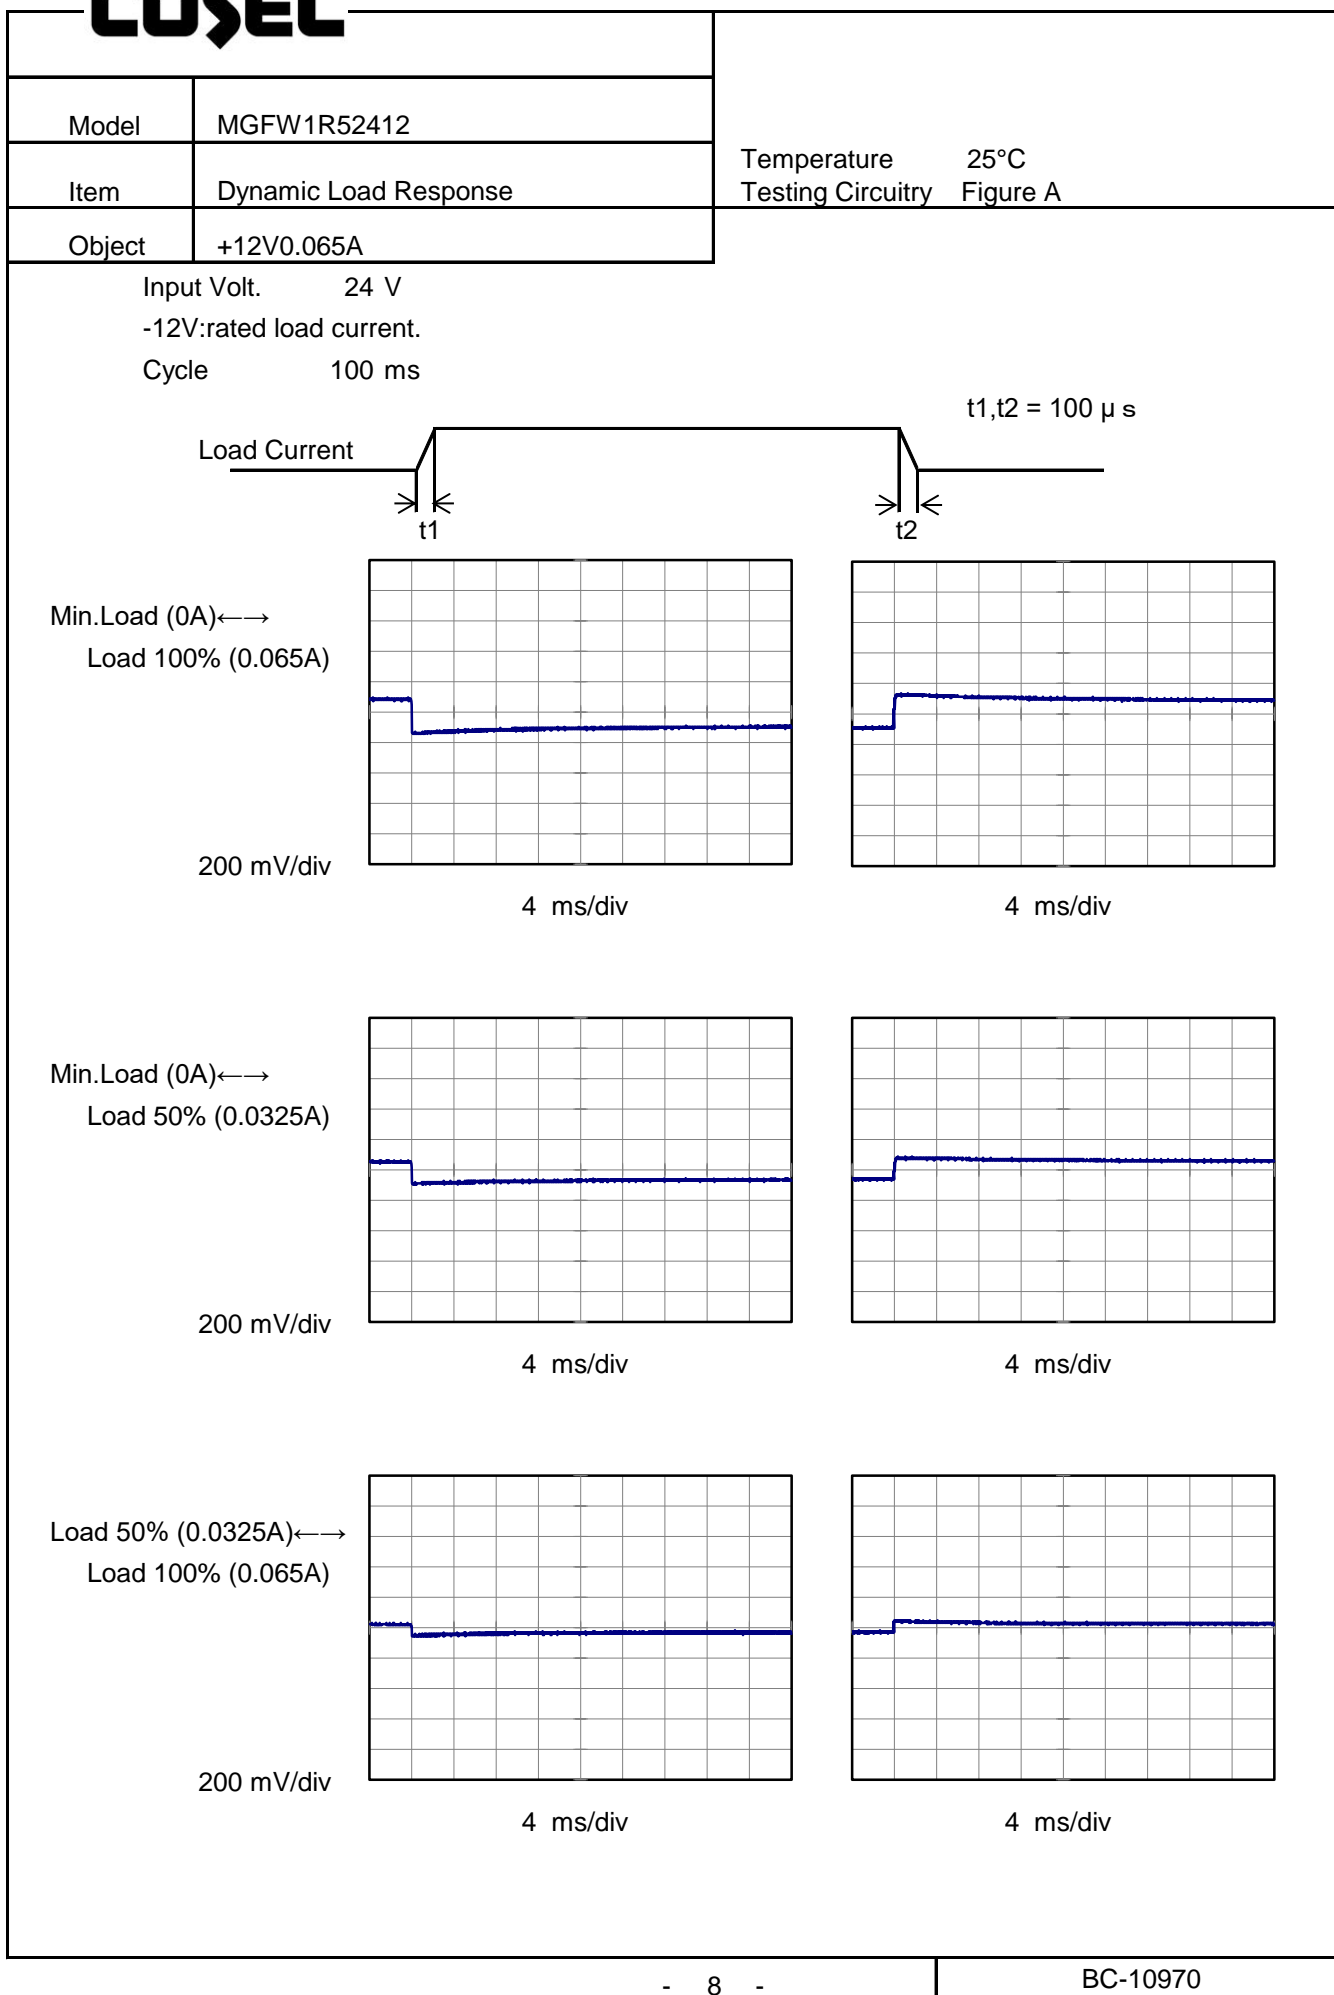 COSEL
Model MGFW1R52412
Temperature 25°C
Item Dynamic Load Response
Testing Circuitry Figure A
Object +12V0.065A
Input Volt. 24 V
-12V:rated load current.
Cycle 100 ms
t1,t2 = 100 μs
Load Current
t1 t2
Min.Load (0A)←→
Load 100% (0.065A)
200 mV/div
4 ms/div 4 ms/div
Min.Load (0A)←→
Load 50% (0.0325A)
200 mV/div
4 ms/div 4 ms/div
Load 50% (0.0325A)←→
Load 100% (0.065A)
200 mV/div
4 ms/div 4 ms/div
- 8 - BC-10970